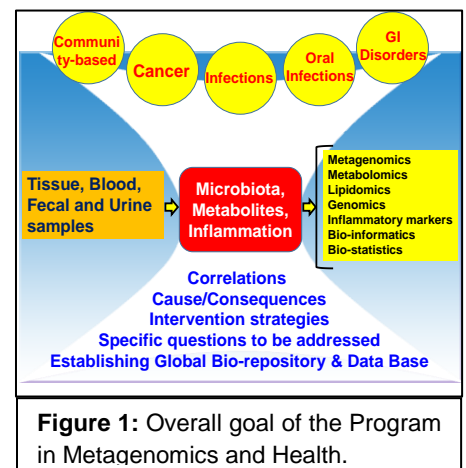 Communi
ty-based
Cancer
Infections
Oral
Infections
GI
Disorders
Tissue, Blood,
Fecal and Urine
samples
Microbiota,
Metabolites,
Inflammation
Metagenomics
Metabolomics
Lipidomics
Genomics
Inflammatory markers
Bio-informatics
Bio-statistics
Correlations
Cause/Consequences
Intervention strategies
Specific questions to be addressed
Establishing Global Bio-repository & Data Base
Figure 1: Overall goal of the Program
in Metagenomics and Health.